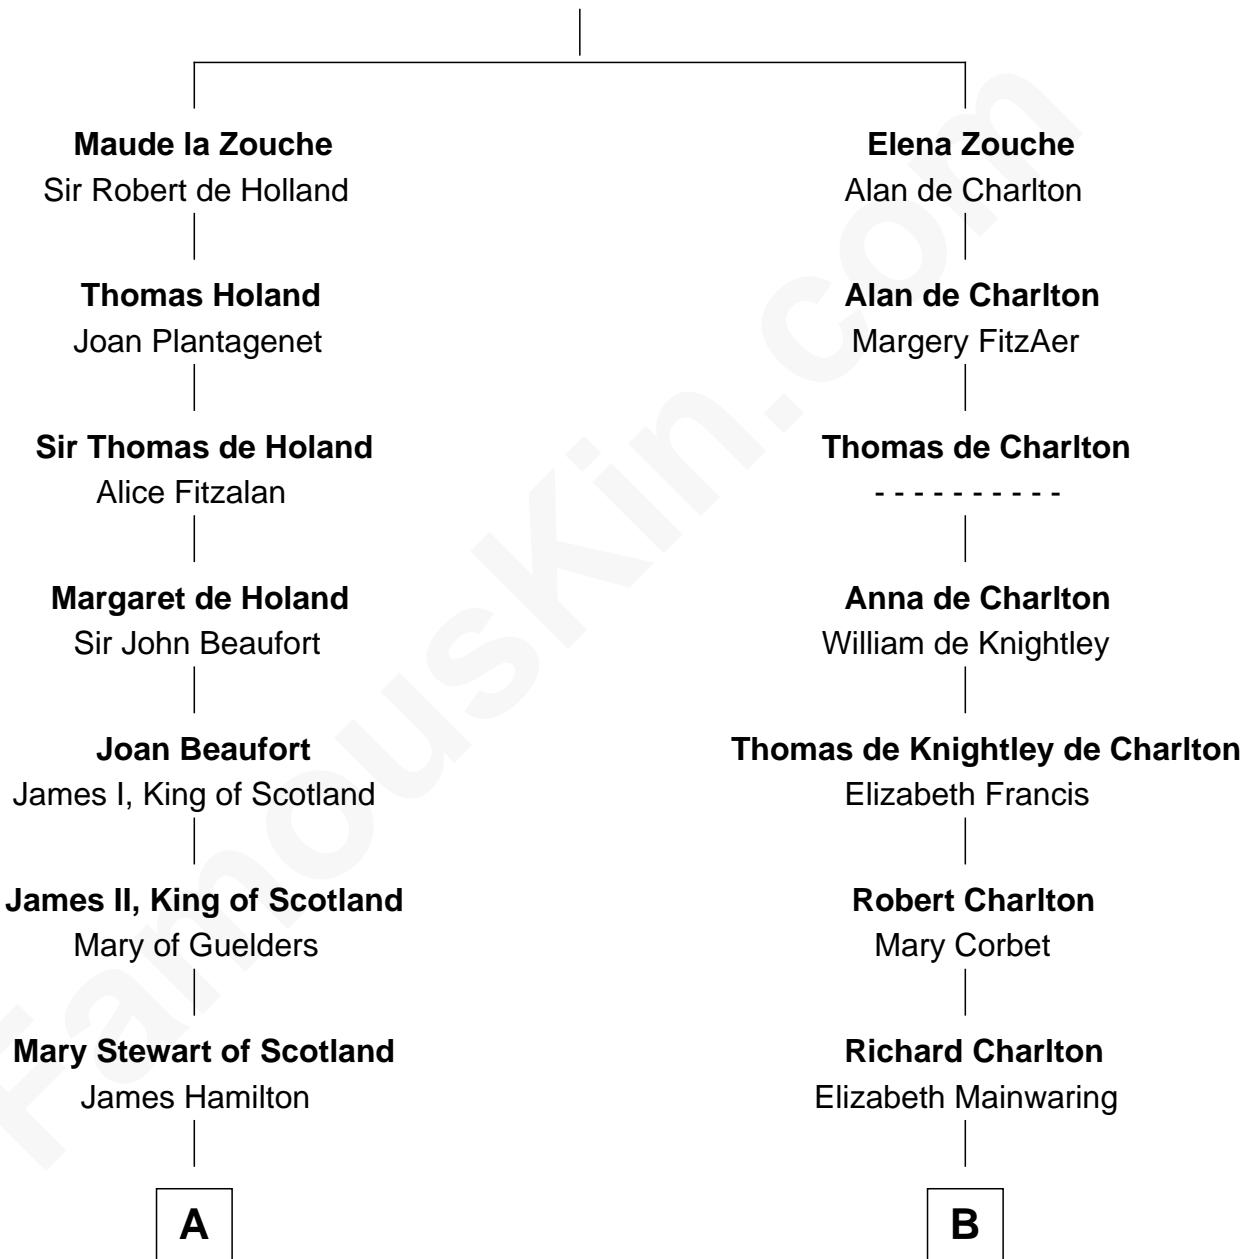 Maude la Zouche
Sir Robert de Holland
Thomas Holand
Joan Plantagenet
Sir Thomas de Holand
Alice Fitzalan
Margaret de Holand
Sir John Beaufort
Joan Beaufort
James I, King of Scotland
James II, King of Scotland
Mary of Guelders
Mary Stewart of Scotland
James Hamilton
A
Elena Zouche
Alan de Charlton
Alan de Charlton
Margery FitzAer
Thomas de Charlton
- - - - - - - - - -
Anna de Charlton
William de Knightley
Thomas de Knightley de Charlton
Elizabeth Francis
Robert Charlton
Mary Corbet
Richard Charlton
Elizabeth Mainwaring
B
FamousKin.com